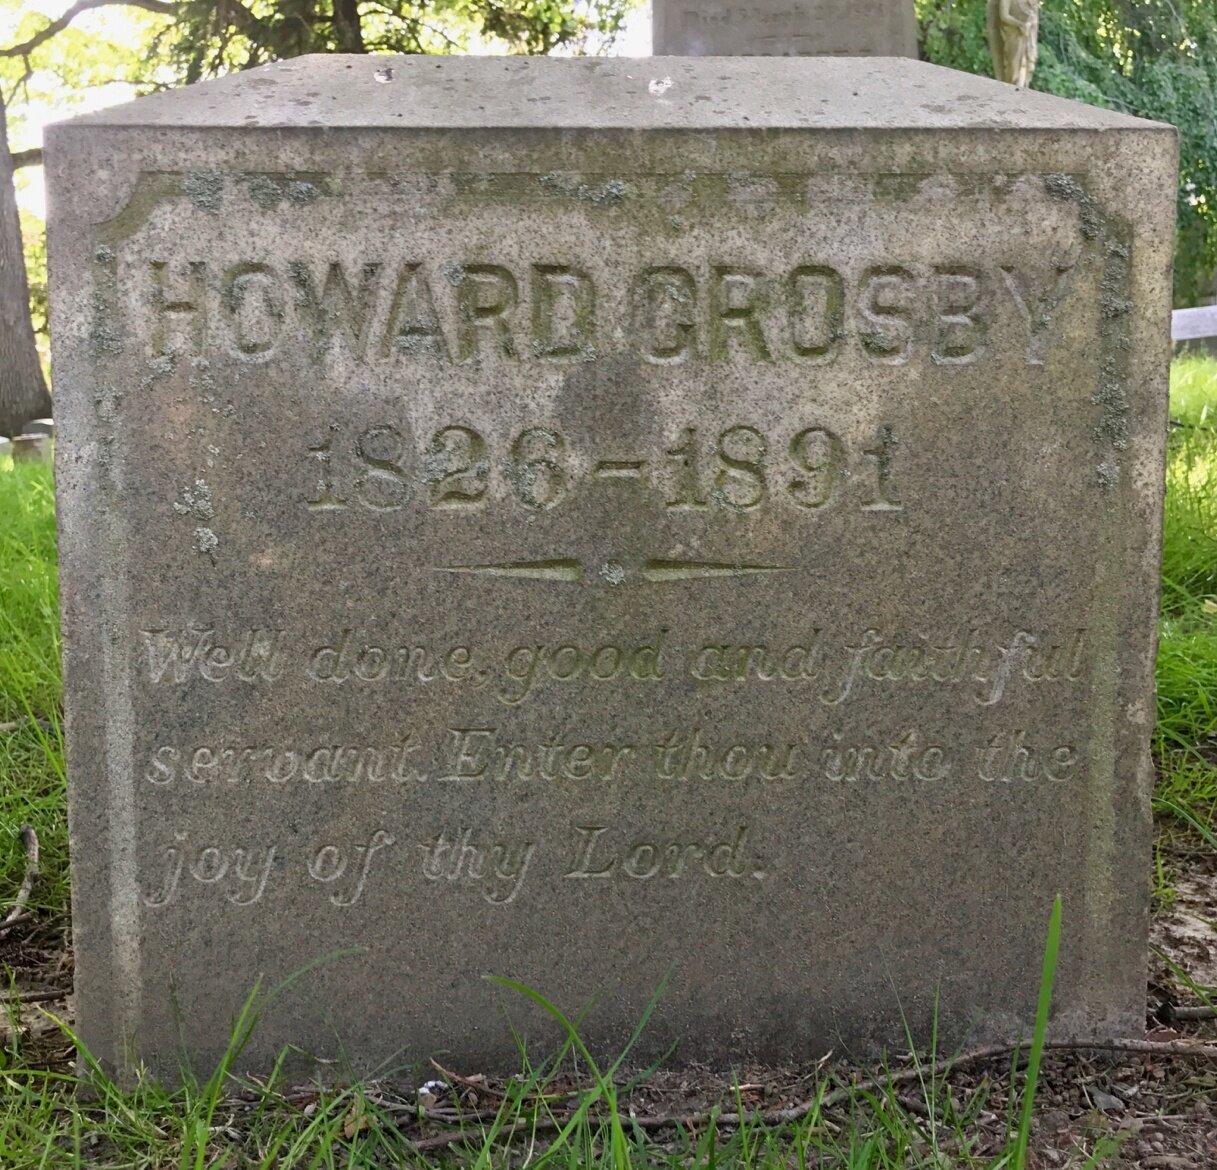 HOWARD CROSBY
1826–1891
Well done, good and faithful
servant. Enter thou into the
joy of thy Lord.